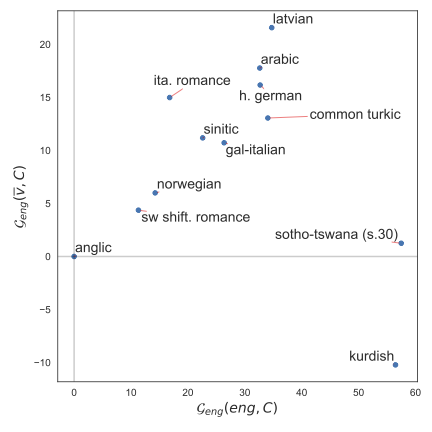 latvian
20
arabic
ita. romance
h. german
15
common turkic
sinitic
10
gal-italian
norwegian
5
sw shift. romance
sotho-tswana (s.30)
anglic
0
−5
kurdish
−10
0 10 20 30 40 50 60
𝒢eng(eng, C)
𝒢eng(v̅, C)